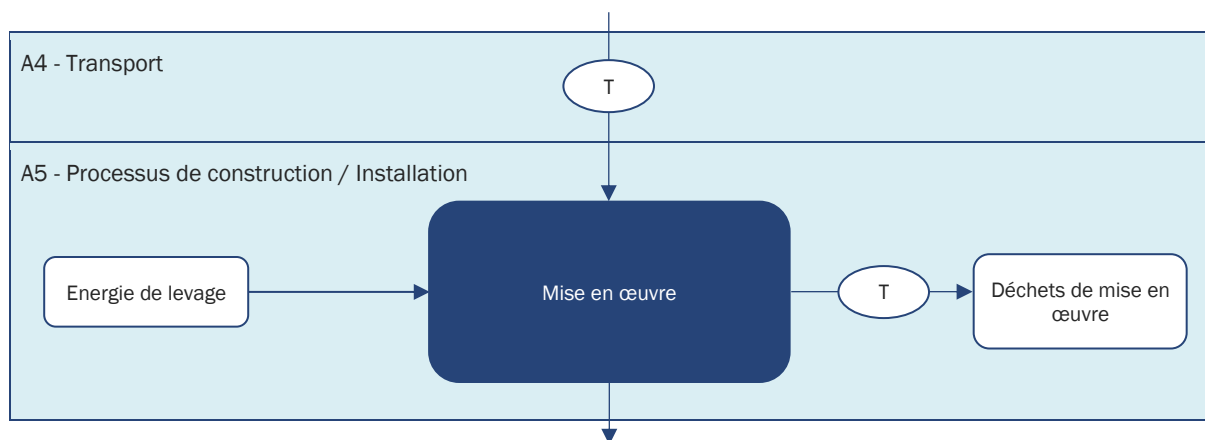 A4 - Transport
T
A5 - Processus de construction / Installation
Energie de levage
Mise en œuvre
T
Déchets de mise en
œuvre